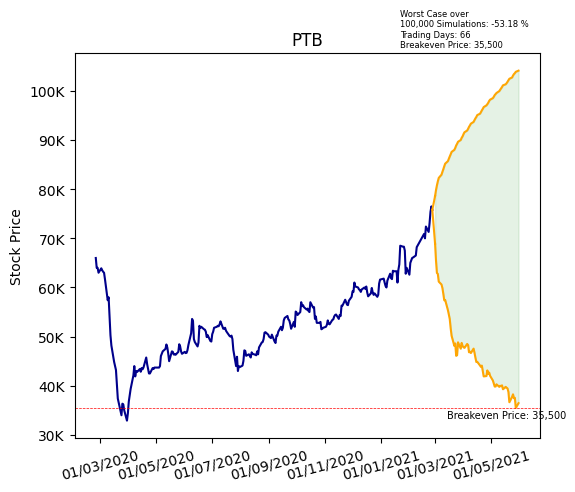 Worst Case over
100,000 Simulations: -53.18 %
Trading Days: 66
Breakeven Price: 35,500
PTB
Stock Price
100K
90K
80K
70K
60K
50K
40K
30K
Breakeven Price: 35,500
01/03/2020
01/05/2020
01/07/2020
01/09/2020
01/11/2020
01/01/2021
01/03/2021
01/05/2021